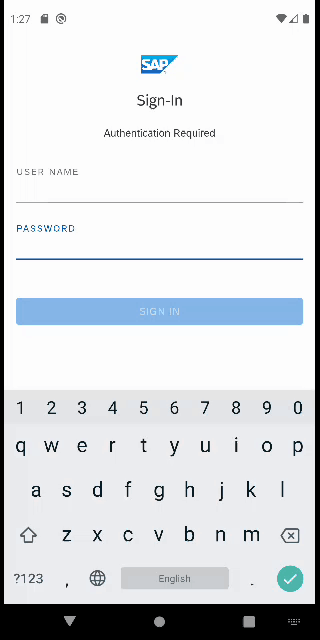 1:27
SAP
Sign-In
Authentication Required
USER NAME
PASSWORD
SIGN IN
1 2 3 4 5 6 7 8 9 0
q w e r t y u i o p
a s d f g h j k l
z x c v b n m
?123 , English .